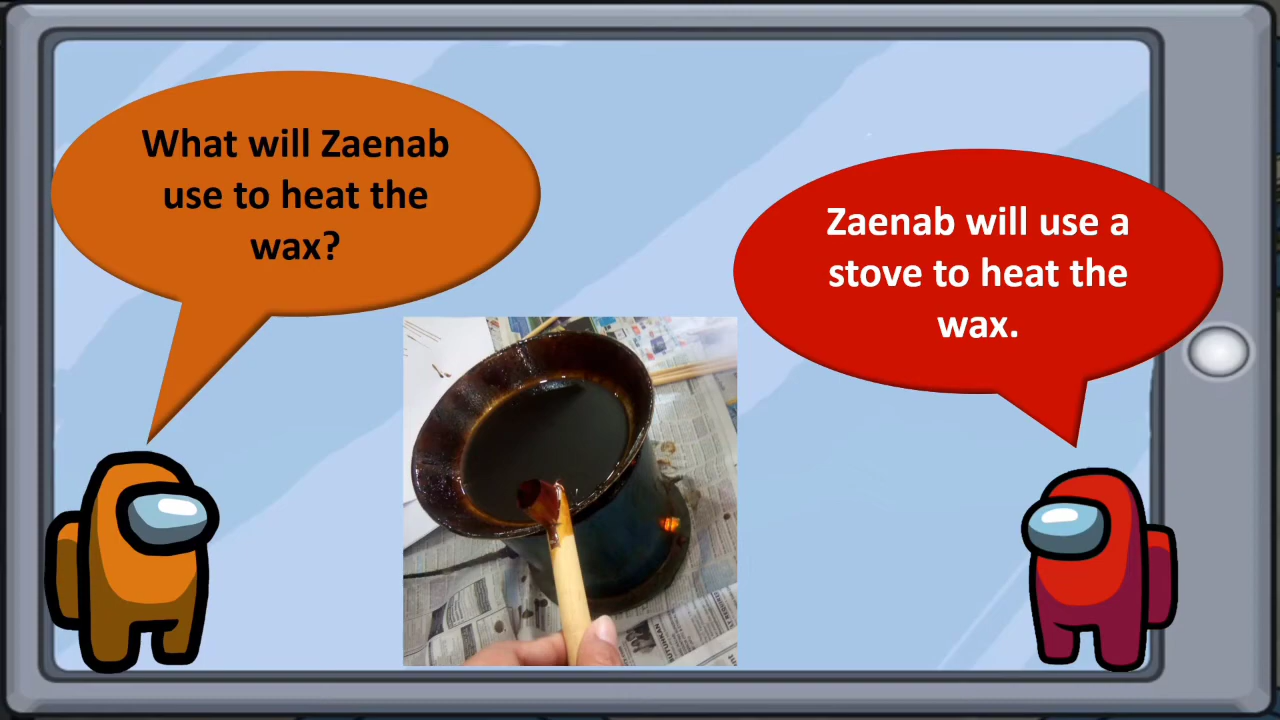 What will Zaenab
use to heat the
wax?
Zaenab will use a
stove to heat the
wax.